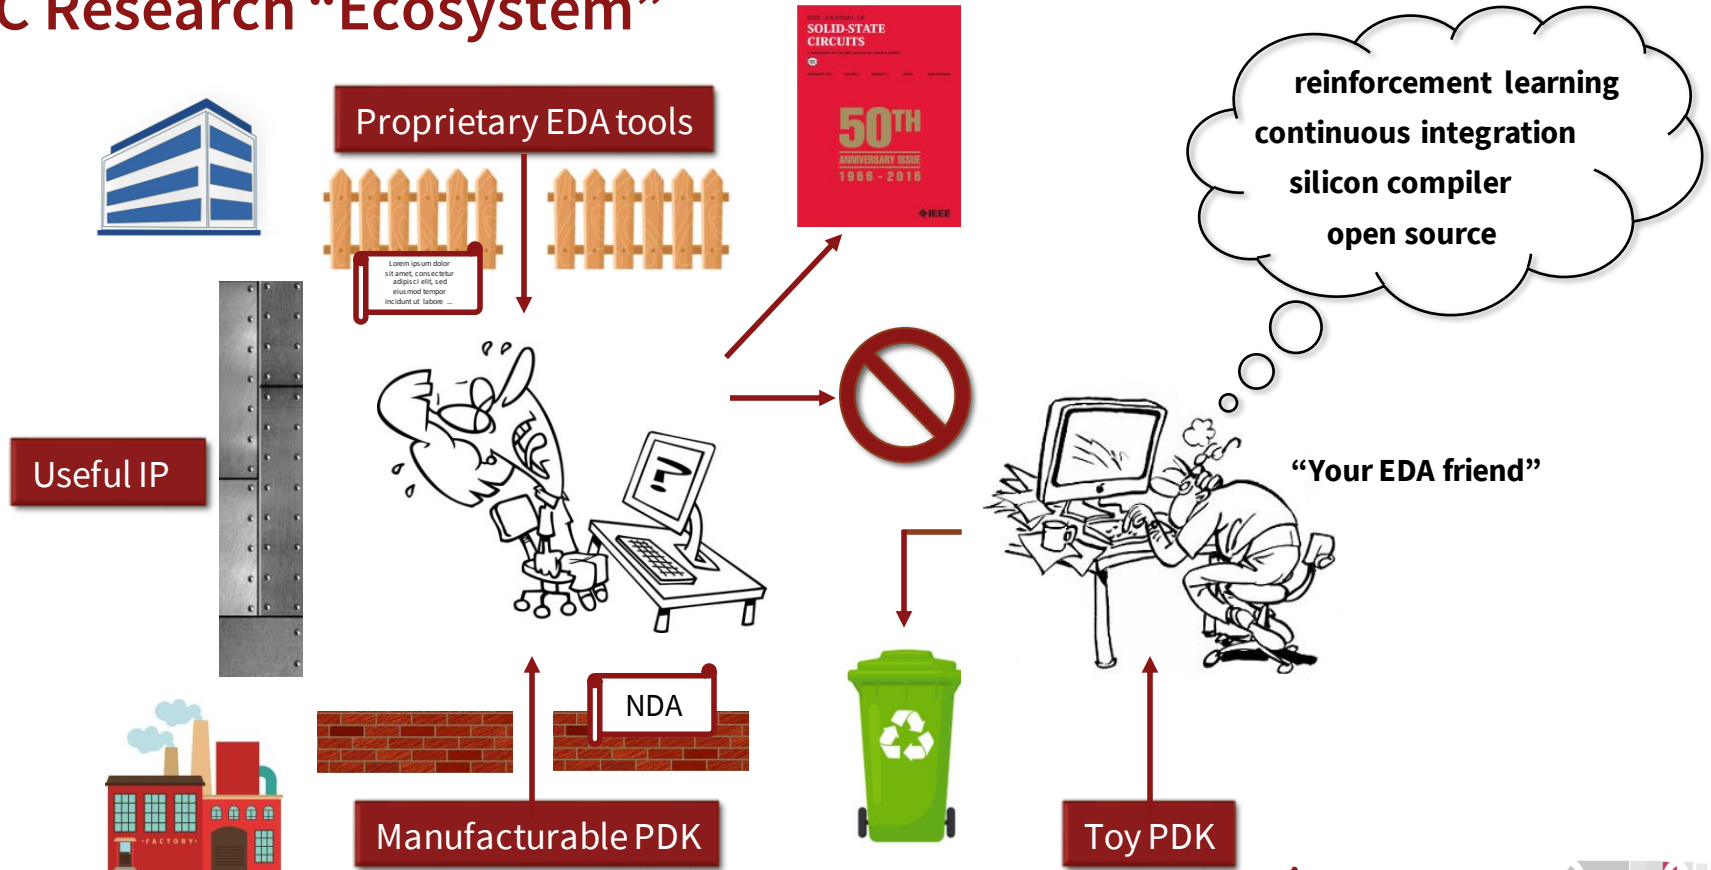 C Research “Ecosystem”
Proprietary EDA tools
Lorem ipsum dolor
sit amet, consectetur
adipisci elit, sed
eiusmod tempor
incidunt ut labore ...
SOLID-STATE
CIRCUITS
50TH
ANNIVERSARY ISSUE
1966 - 2016
IEEE
reinforcement learning
continuous integration
silicon compiler
open source
Useful IP
?
“Your EDA friend”
NDA
FACTORY
Manufacturable PDK
Toy PDK